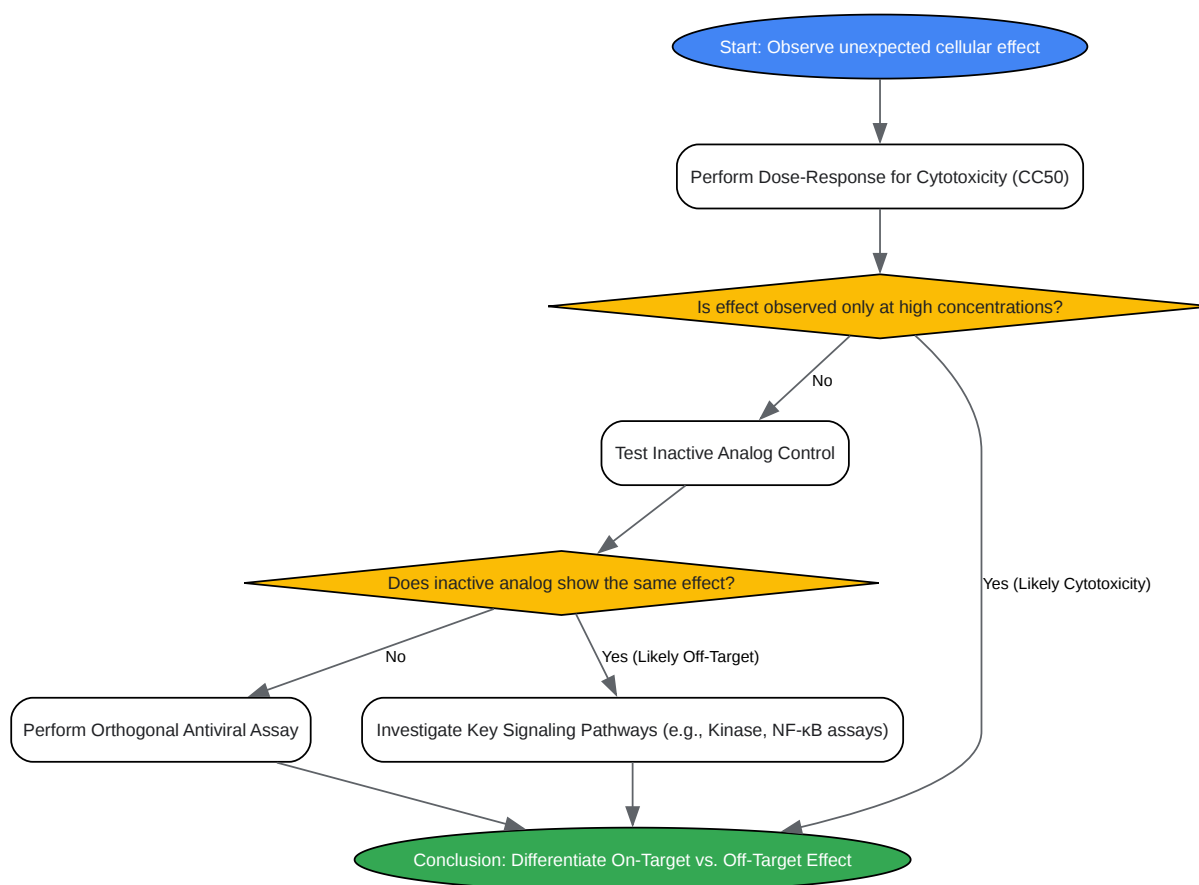 Start: Observe unexpected cellular effect
Perform Dose-Response for Cytotoxicity (CC50)
Is effect observed only at high concentrations?
No
Test Inactive Analog Control
Does inactive analog show the same effect?
Yes (Likely Cytotoxicity)
No
Yes (Likely Off-Target)
Perform Orthogonal Antiviral Assay
Investigate Key Signaling Pathways (e.g., Kinase, NF-κB assays)
Conclusion: Differentiate On-Target vs. Off-Target Effect